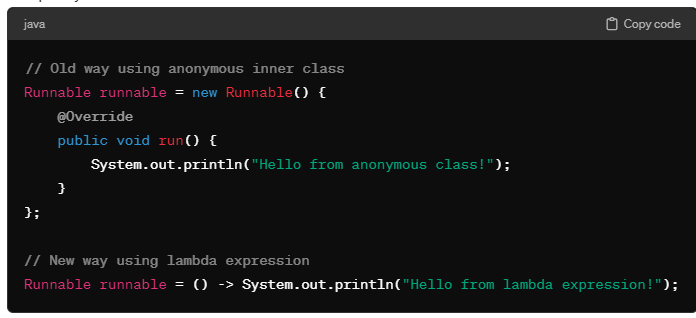 java Copy code
// Old way using anonymous inner class
Runnable runnable = new Runnable() {
    @Override
    public void run() {
        System.out.println("Hello from anonymous class!");
    }
};

// New way using lambda expression
Runnable runnable = () -> System.out.println("Hello from lambda expression!");